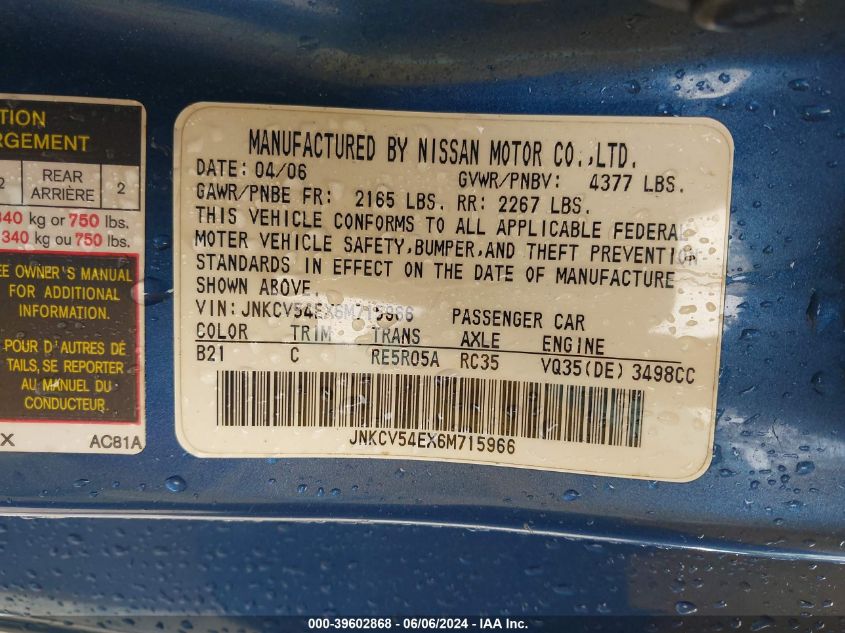 TION
RGEMENT
2 REAR ARRIÈRE 2
340 kg or 750 lbs.
340 kg ou 750 lbs.
EE OWNER'S MANUAL
FOR ADDITIONAL
INFORMATION.
POUR D'AUTRES DE
TAILS, SE REPORTER
AU MANUEL DU
CONDUCTEUR.
X AC81A
MANUFACTURED BY NISSAN MOTOR CO.,LTD.
DATE: 04/06 GVWR/PNBV: 4377 LBS.
GAWR/PNBE FR: 2165 LBS. RR: 2267 LBS.
THIS VEHICLE CONFORMS TO ALL APPLICABLE FEDERAL
MOTER VEHICLE SAFETY,BUMPER,AND THEFT PREVENTION
STANDARDS IN EFFECT ON THE DATE OF MANUFACTURE
SHOWN ABOVE.
VIN:JNKCV54EX6M715966 PASSENGER CAR
COLOR TRIM TRANS AXLE ENGINE
B21 C RE5R05A RC35 VQ35(DE) 3498CC
JNKCV54EX6M715966
000-39602868 - 06/06/2024 - IAA Inc.